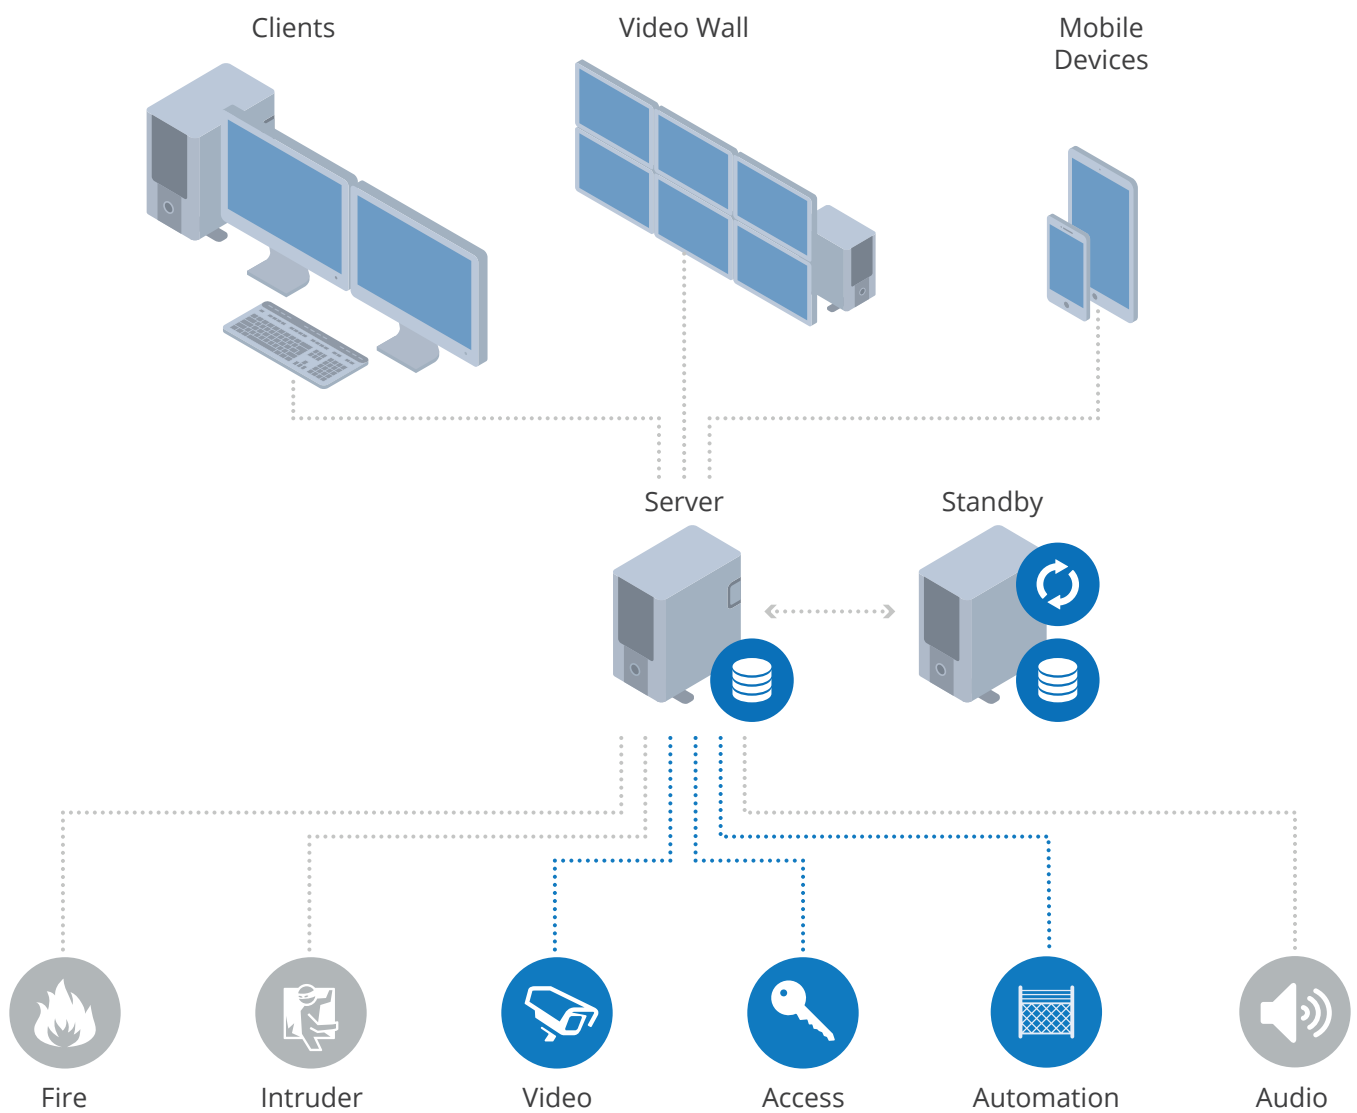 Clients
Video Wall
Mobile
Devices
Server
Standby
Fire
Intruder
Video
Access
Automation
Audio